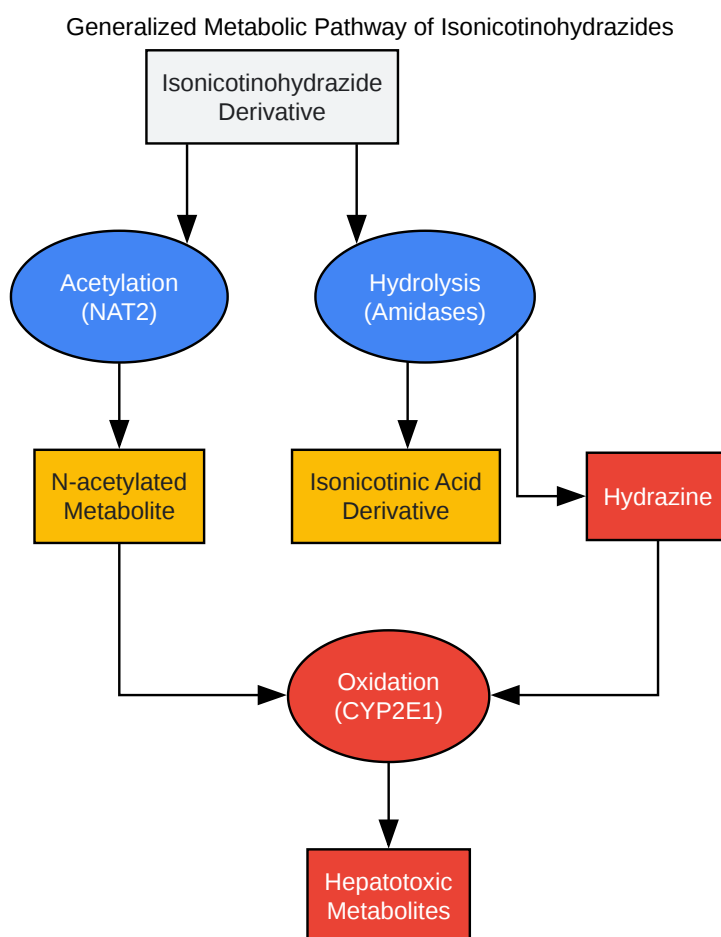 Generalized Metabolic Pathway of Isonicotinohydrazides
Isonicotinohydrazide
Derivative
Acetylation
(NAT2)
Hydrolysis
(Amidases)
N-acetylated
Metabolite
Isonicotinic Acid
Derivative
Hydrazine
Oxidation
(CYP2E1)
Hepatotoxic
Metabolites